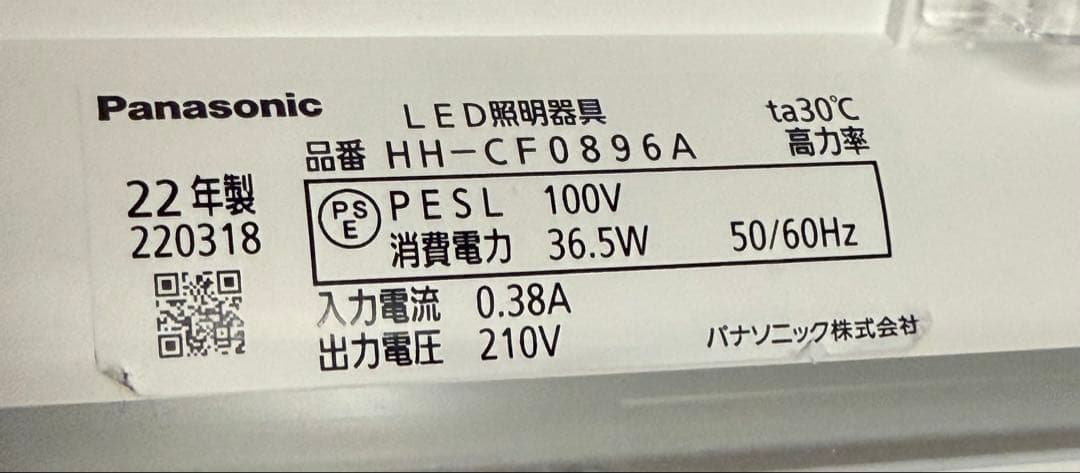 Panasonic
LED照明器具
ta30℃
品番 HH-CF0896A
高力率
22年製
220318
PSE PESL 100V
消費電力 36.5W 50/60Hz
入力電流 0.38A
出力電圧 210V
パナソニック株式会社